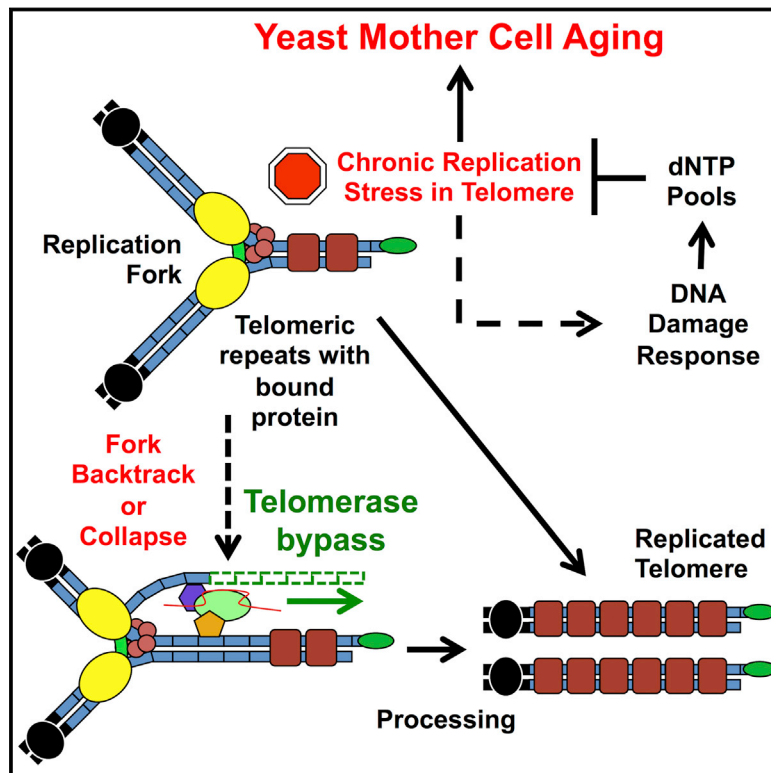 Yeast Mother Cell Aging
Chronic Replication
Stress in Telomere
dNTP
Pools
Replication
Fork
DNA
Damage
Response
Telomeric
repeats with
bound
protein
Fork
Backtrack
or
Collapse
Telomerase
bypass
Replicated
Telomere
Processing